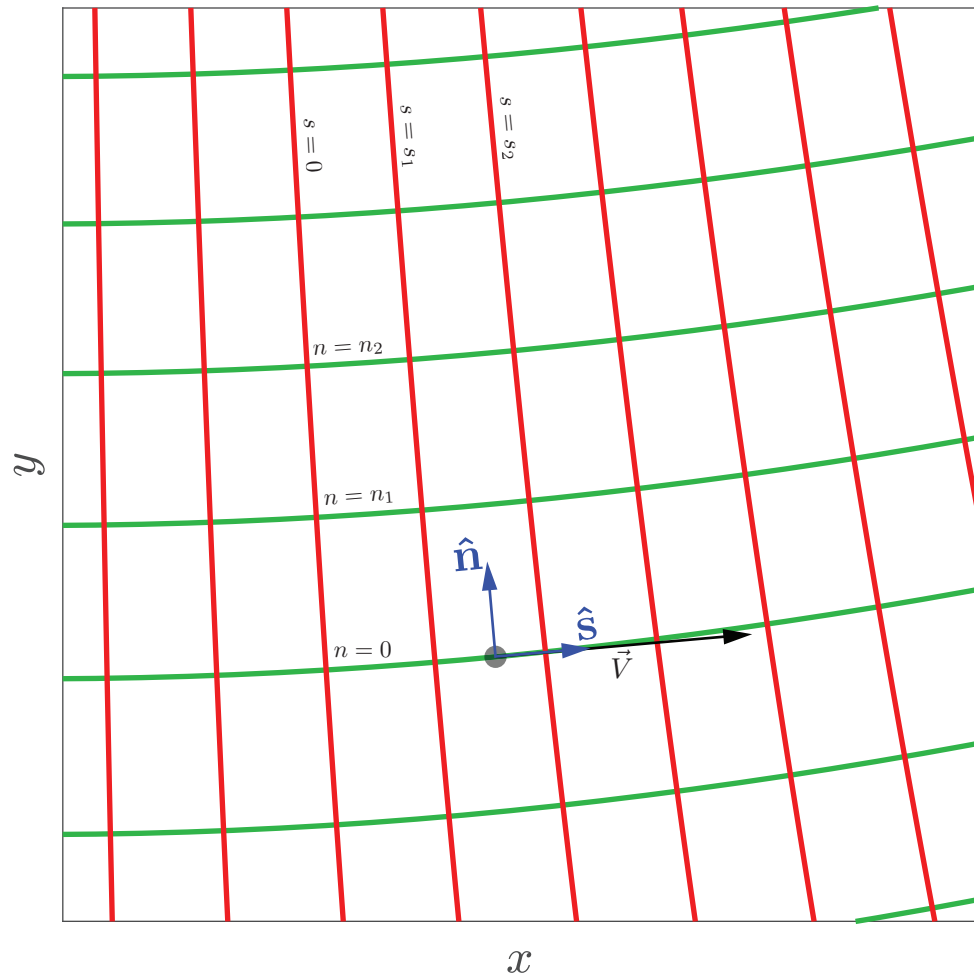 s = 0
s = s₁
s = s₂
n = n₂
y
n = n₁
n̂
ŝ
n = 0
V⃗
x